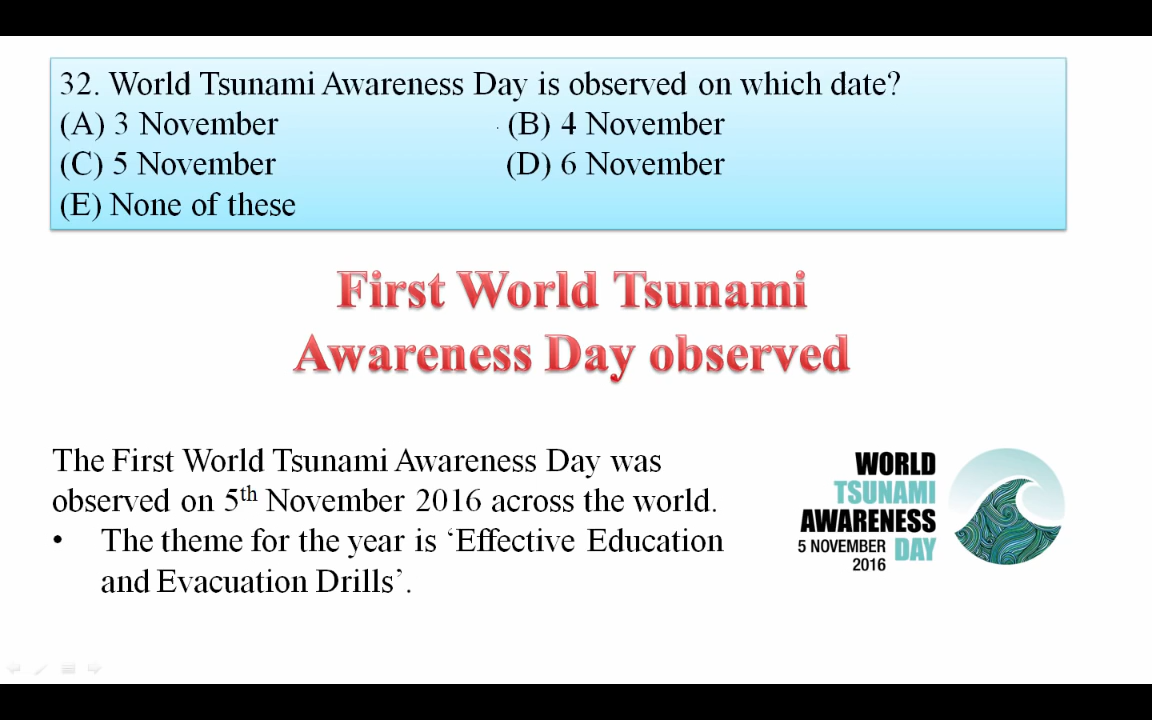 32. World Tsunami Awareness Day is observed on which date?
(A) 3 November (B) 4 November
(C) 5 November (D) 6 November
(E) None of these
First World Tsunami
Awareness Day observed
The First World Tsunami Awareness Day was
observed on 5th November 2016 across the world.
• The theme for the year is ‘Effective Education
and Evacuation Drills’.
WORLD
TSUNAMI
AWARENESS
5 NOVEMBER DAY
2016